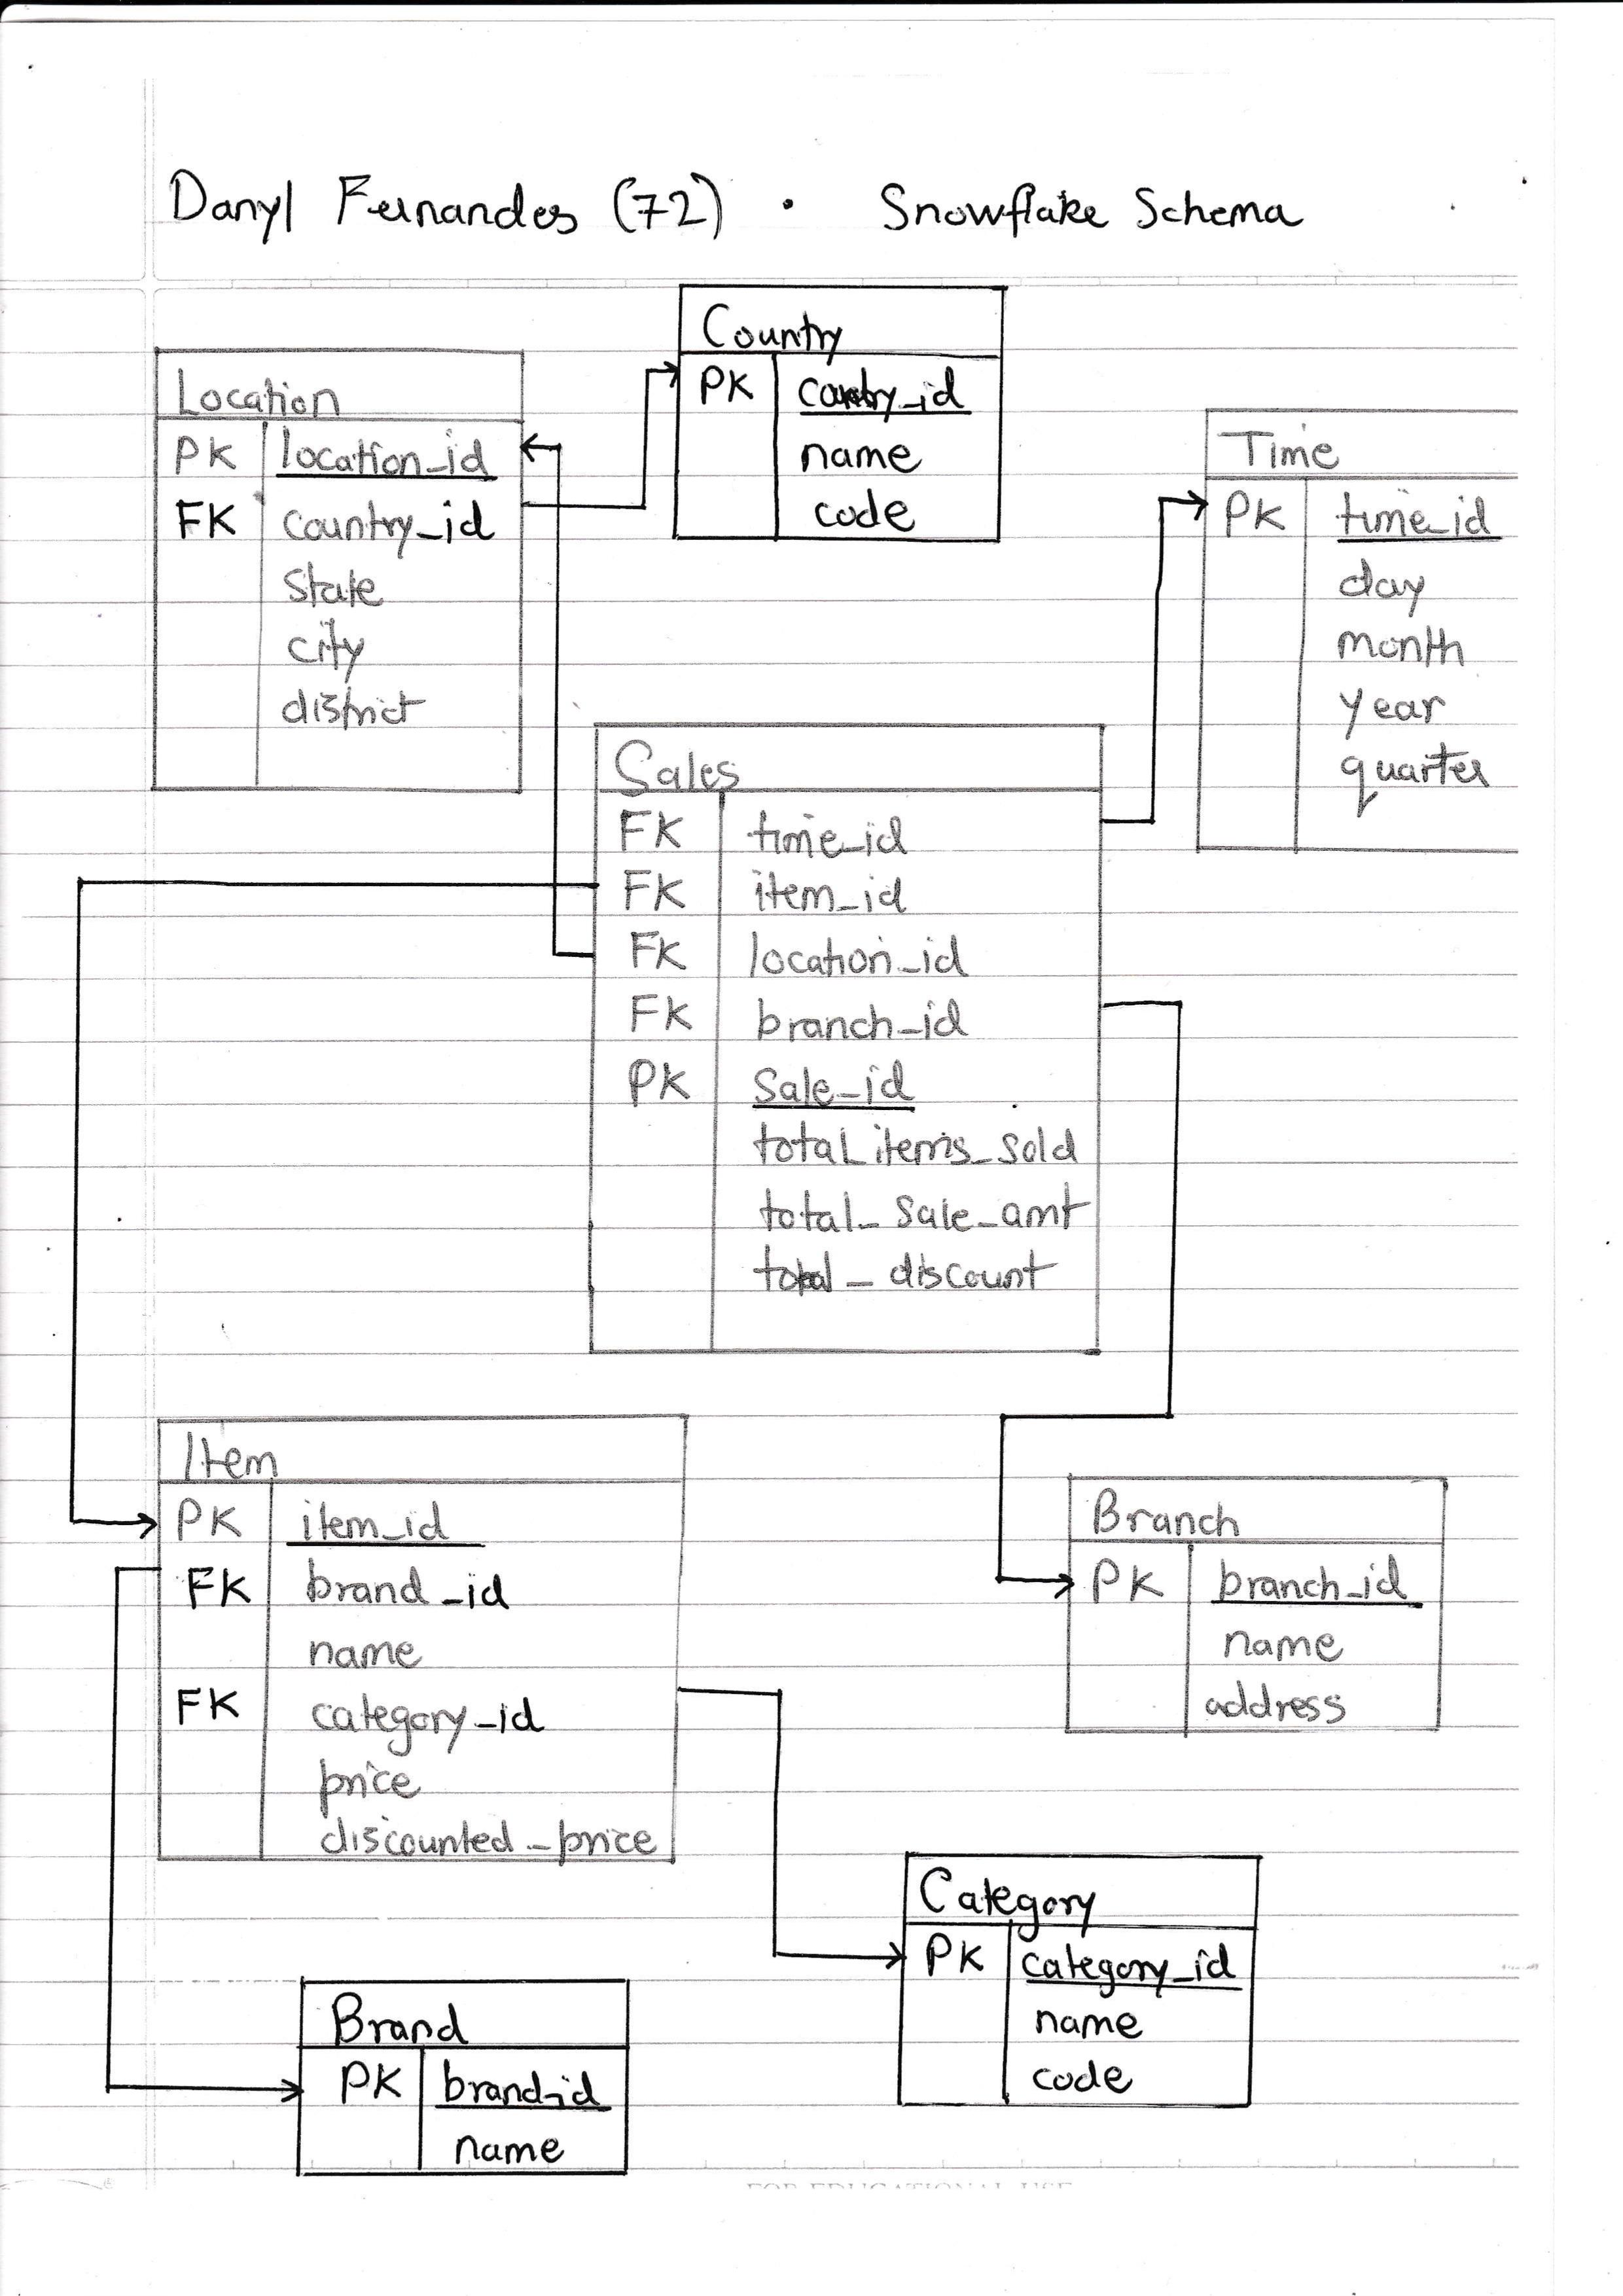 Danyl Fernandes (72) . Snowflake Schema
Country
PK country_id
name
code
Location
PK location_id
FK country_id
state
city
district
Time
PK time_id
day
month
year
quarter
Sales
FK time_id
FK item_id
FK location_id
FK branch_id
PK Sale_id
total_items_sold
total_sale_amt
total_discount
Item
PK item_id
FK brand_id
name
FK category_id
price
discounted_price
Branch
PK branch_id
name
address
Category
PK category_id
name
code
Brand
PK brand_id
name
FOR EDUCATIONAL USE